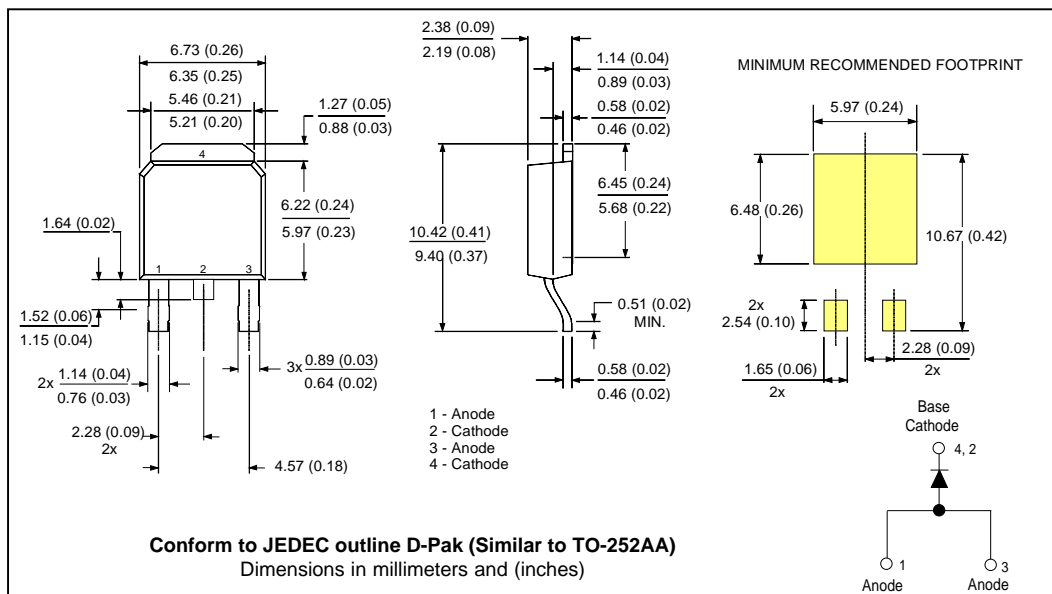 6.73 (0.26)
6.35 (0.25)
5.46 (0.21)
5.21 (0.20)
1.27 (0.05)
0.88 (0.03)
4
6.22 (0.24)
5.97 (0.23)
1.64 (0.02)
1 2 3
1.52 (0.06)
1.15 (0.04)
2x 1.14 (0.04)
0.76 (0.03)
3x 0.89 (0.03)
0.64 (0.02)
2.28 (0.09)
2x
4.57 (0.18)
2.38 (0.09)
2.19 (0.08)
1.14 (0.04)
0.89 (0.03)
0.58 (0.02)
0.46 (0.02)
6.45 (0.24)
5.68 (0.22)
10.42 (0.41)
9.40 (0.37)
0.51 (0.02)
MIN.
0.58 (0.02)
0.46 (0.02)
1 - Anode
2 - Cathode
3 - Anode
4 - Cathode
MINIMUM RECOMMENDED FOOTPRINT
5.97 (0.24)
6.48 (0.26)
10.67 (0.42)
2x
2.54 (0.10)
2.28 (0.09)
2x
1.65 (0.06)
2x
Base
Cathode
4, 2
1
Anode
3
Anode
Conform to JEDEC outline D-Pak (Similar to TO-252AA)
Dimensions in millimeters and (inches)